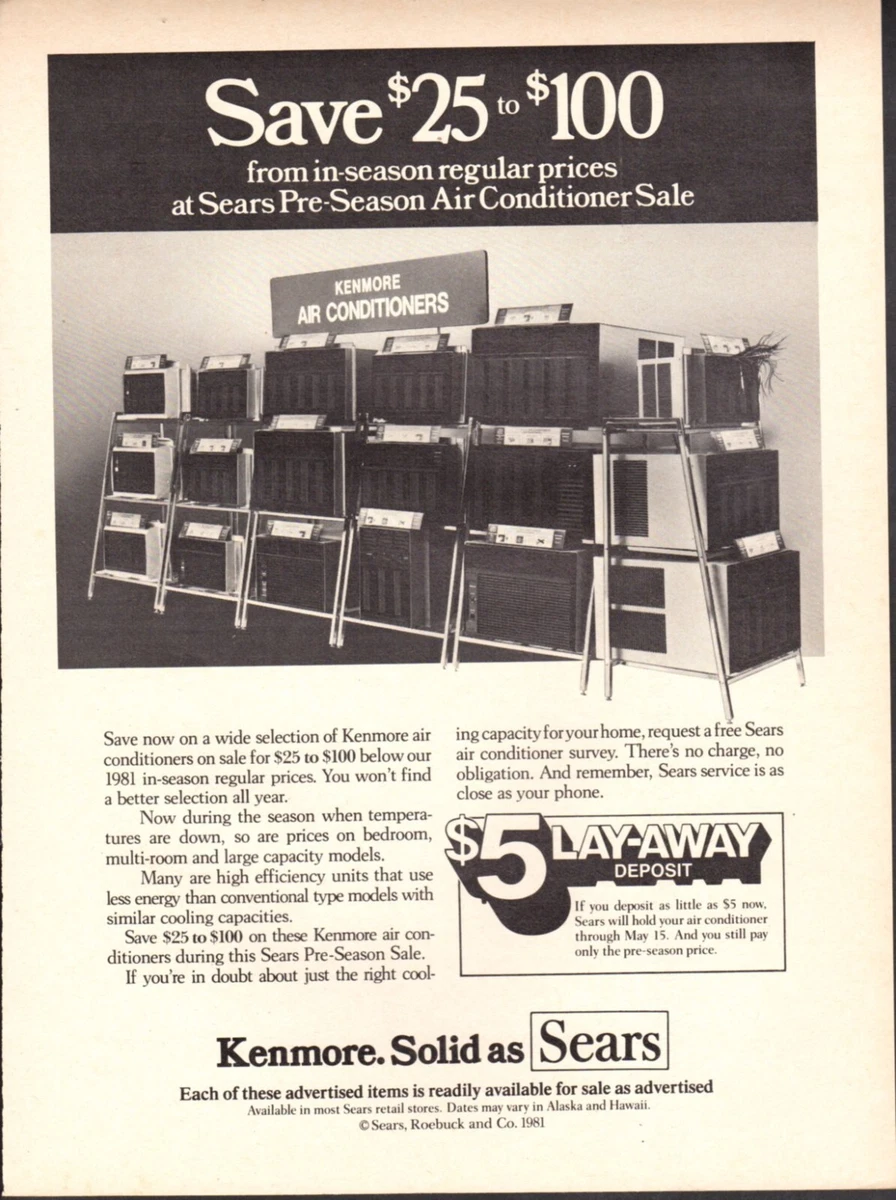 Save $25 to $100
from in-season regular prices
at Sears Pre-Season Air Conditioner Sale
KENMORE
AIR CONDITIONERS
Save now on a wide selection of Kenmore air
conditioners on sale for $25 to $100 below our
1981 in-season regular prices. You won't find
a better selection all year.
Now during the season when tempera-
tures are down, so are prices on bedroom,
multi-room and large capacity models.
Many are high efficiency units that use
less energy than conventional type models with
similar cooling capacities.
Save $25 to $100 on these Kenmore air con-
ditioners during this Sears Pre-Season Sale.
If you're in doubt about just the right cool-
ing capacity for your home, request a free Sears
air conditioner survey. There's no charge, no
obligation. And remember, Sears service is as
close as your phone.
$5 LAY-AWAY
DEPOSIT
If you deposit as little as $5 now,
Sears will hold your air conditioner
through May 15. And you still pay
only the pre-season price.
Kenmore. Solid as Sears
Each of these advertised items is readily available for sale as advertised
Available in most Sears retail stores. Dates may vary in Alaska and Hawaii.
© Sears, Roebuck and Co. 1981